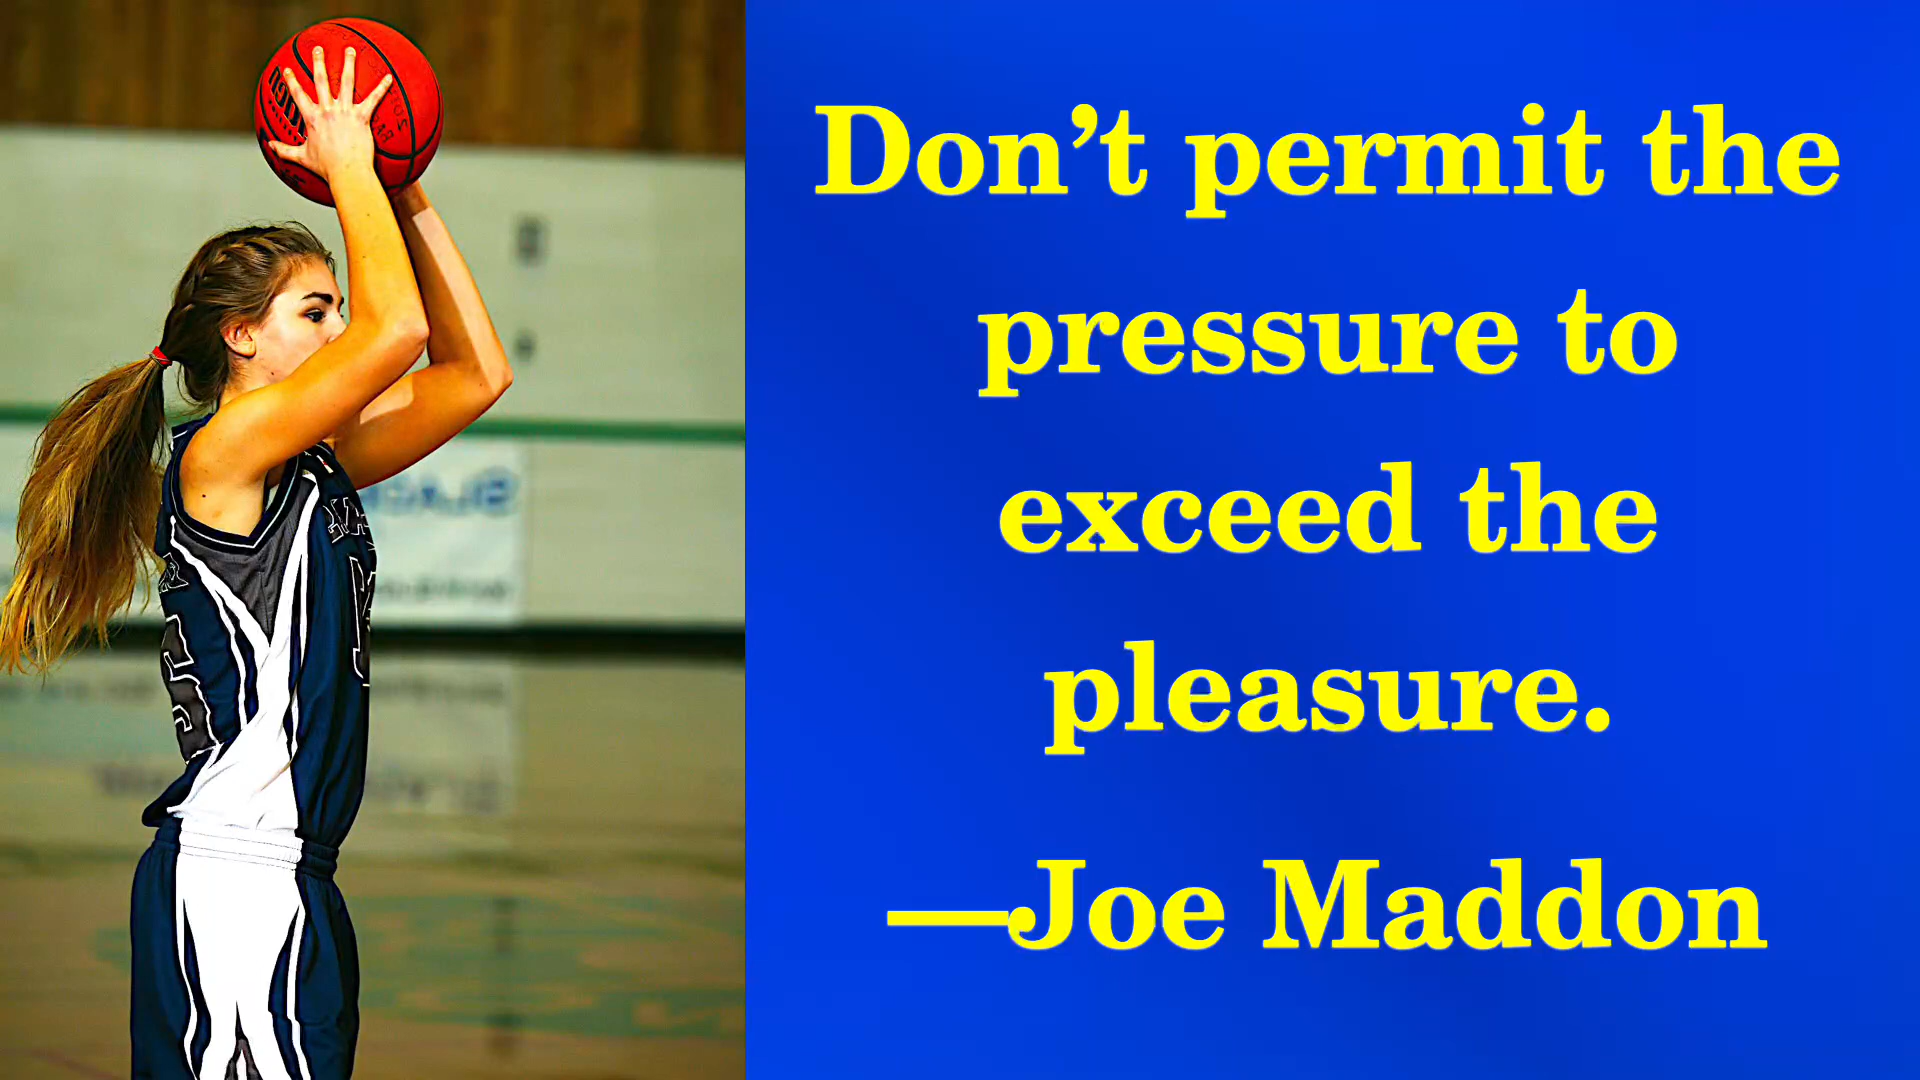 Don’t permit the
pressure to
exceed the
pleasure.
—Joe Maddon